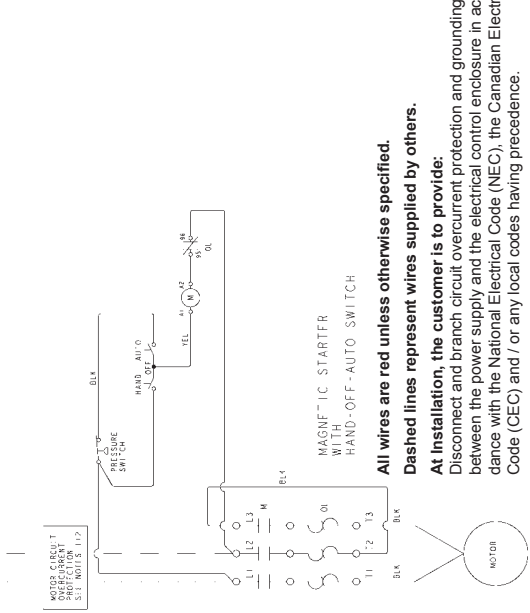 MOTOR CIRCUIT
OVERCURRENT
PROTECTION
PRESSURE
SWITCH
BLK
HAND
OFF
AUTO
A1
M
A2
95
96
OL
YEL
MAGNETIC STARTER
WITH
HAND-OFF-AUTO SWITCH
BLK
L1
L2
L3
M
OL
T1
T2
T3
BLK
BLK
MOTOR
All wires are red unless otherwise specified.
Dashed lines represent wires supplied by others.
At Installation, the customer is to provide:
Disconnect and branch circuit overcurrent protection and grounding
between the power supply and the electrical control enclosure in ac
dance with the National Electrical Code (NEC), the Canadian Electr
Code (CEC) and / or any local codes having precedence.